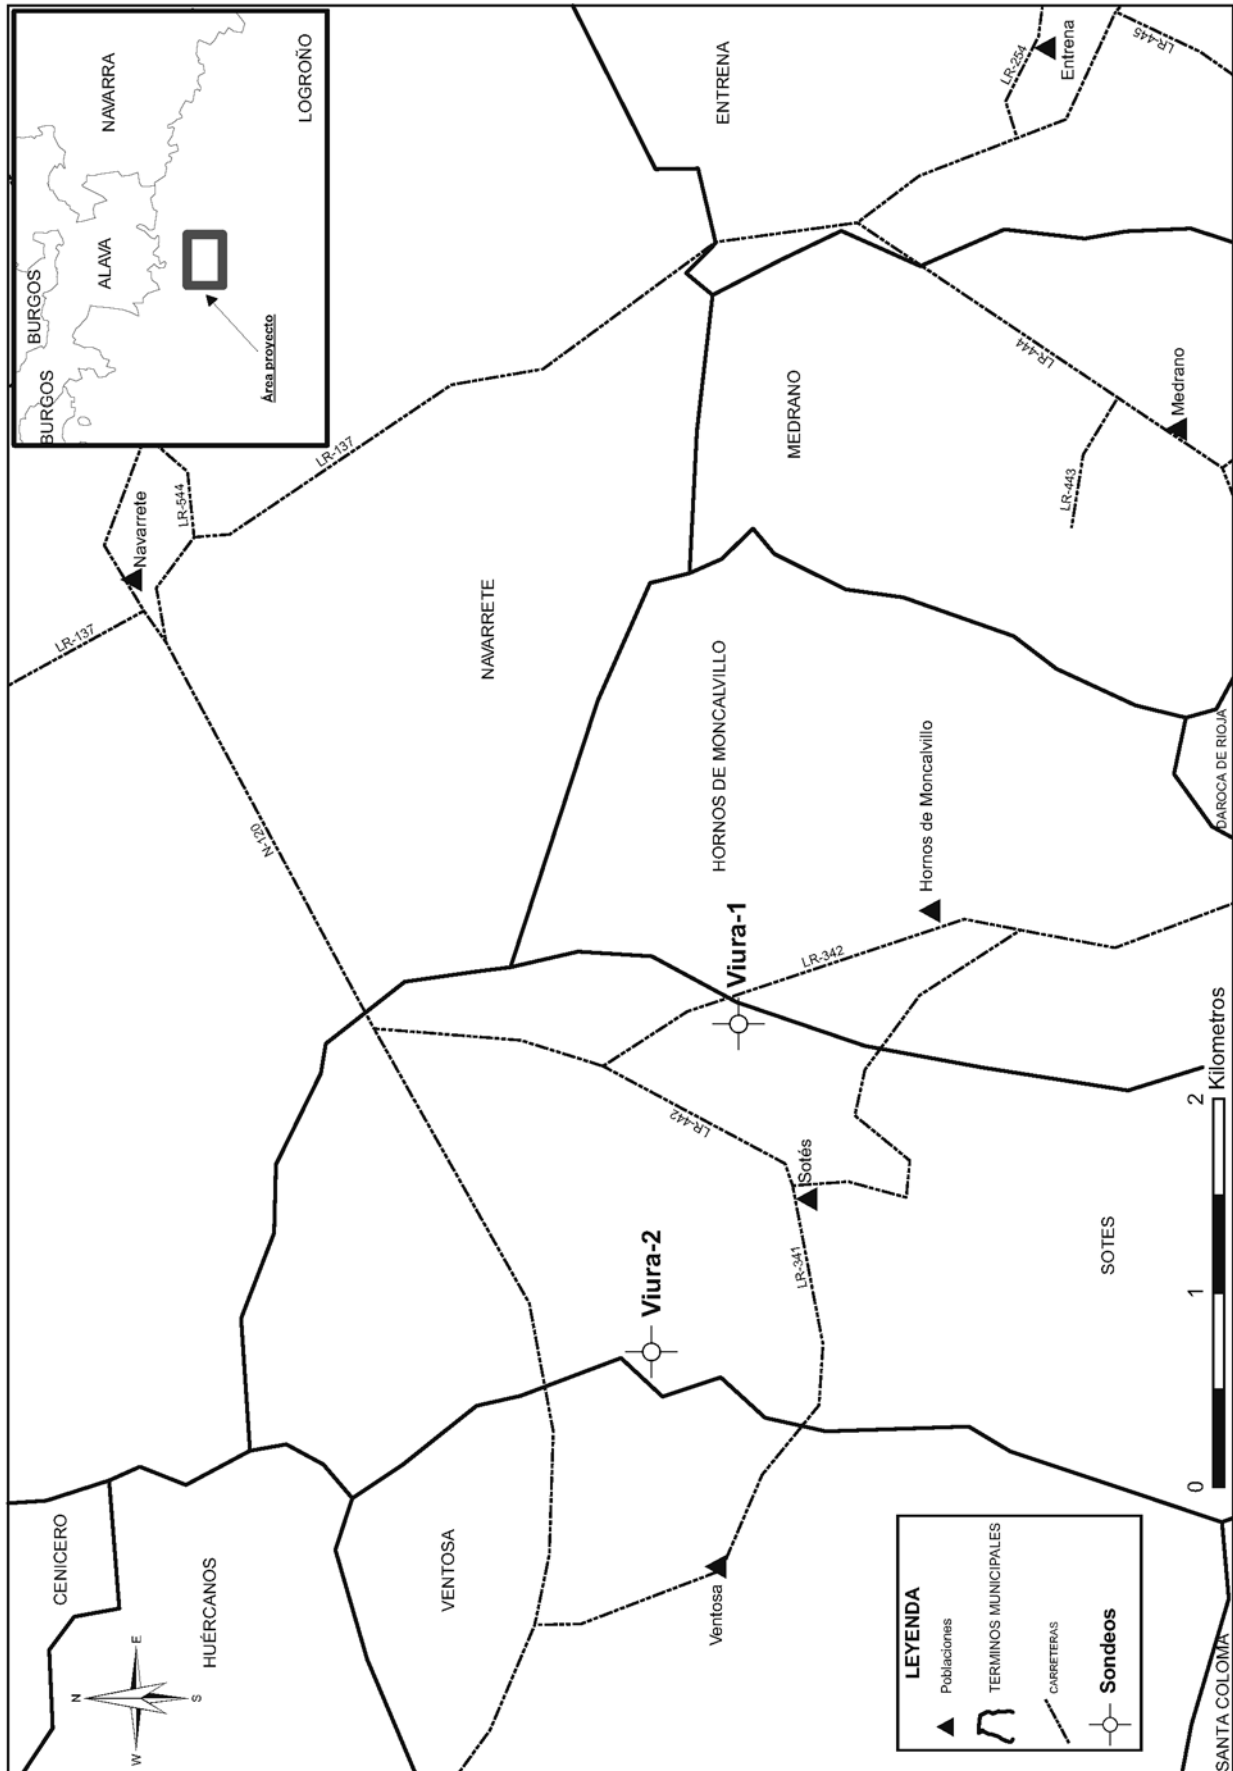 CENICERO
HUÉRCANOS
N
W
E
S
VENTOSA
Ventosa
NAVARRETE
Navarrete
LR-137
LR-544
LR-137
N-120
BURGOS
BURGOS
ALAVA
NAVARRA
LOGROÑO
Área proyecto
ENTRENA
Entrena
LR-254
LR-445
MEDRANO
Medrano
LR-444
LR-443
HORNOS DE MONCALVILLO
Hornos de Moncalvillo
LR-342
Viura-1
Viura-2
LR-442
Sotés
LR-341
SOTES
DAROCA DE RIOJA
SANTA COLOMA
LEYENDA
Poblaciones
TERMINOS MUNICIPALES
CARRETERAS
Sondeos
0 1 2
Kilometros